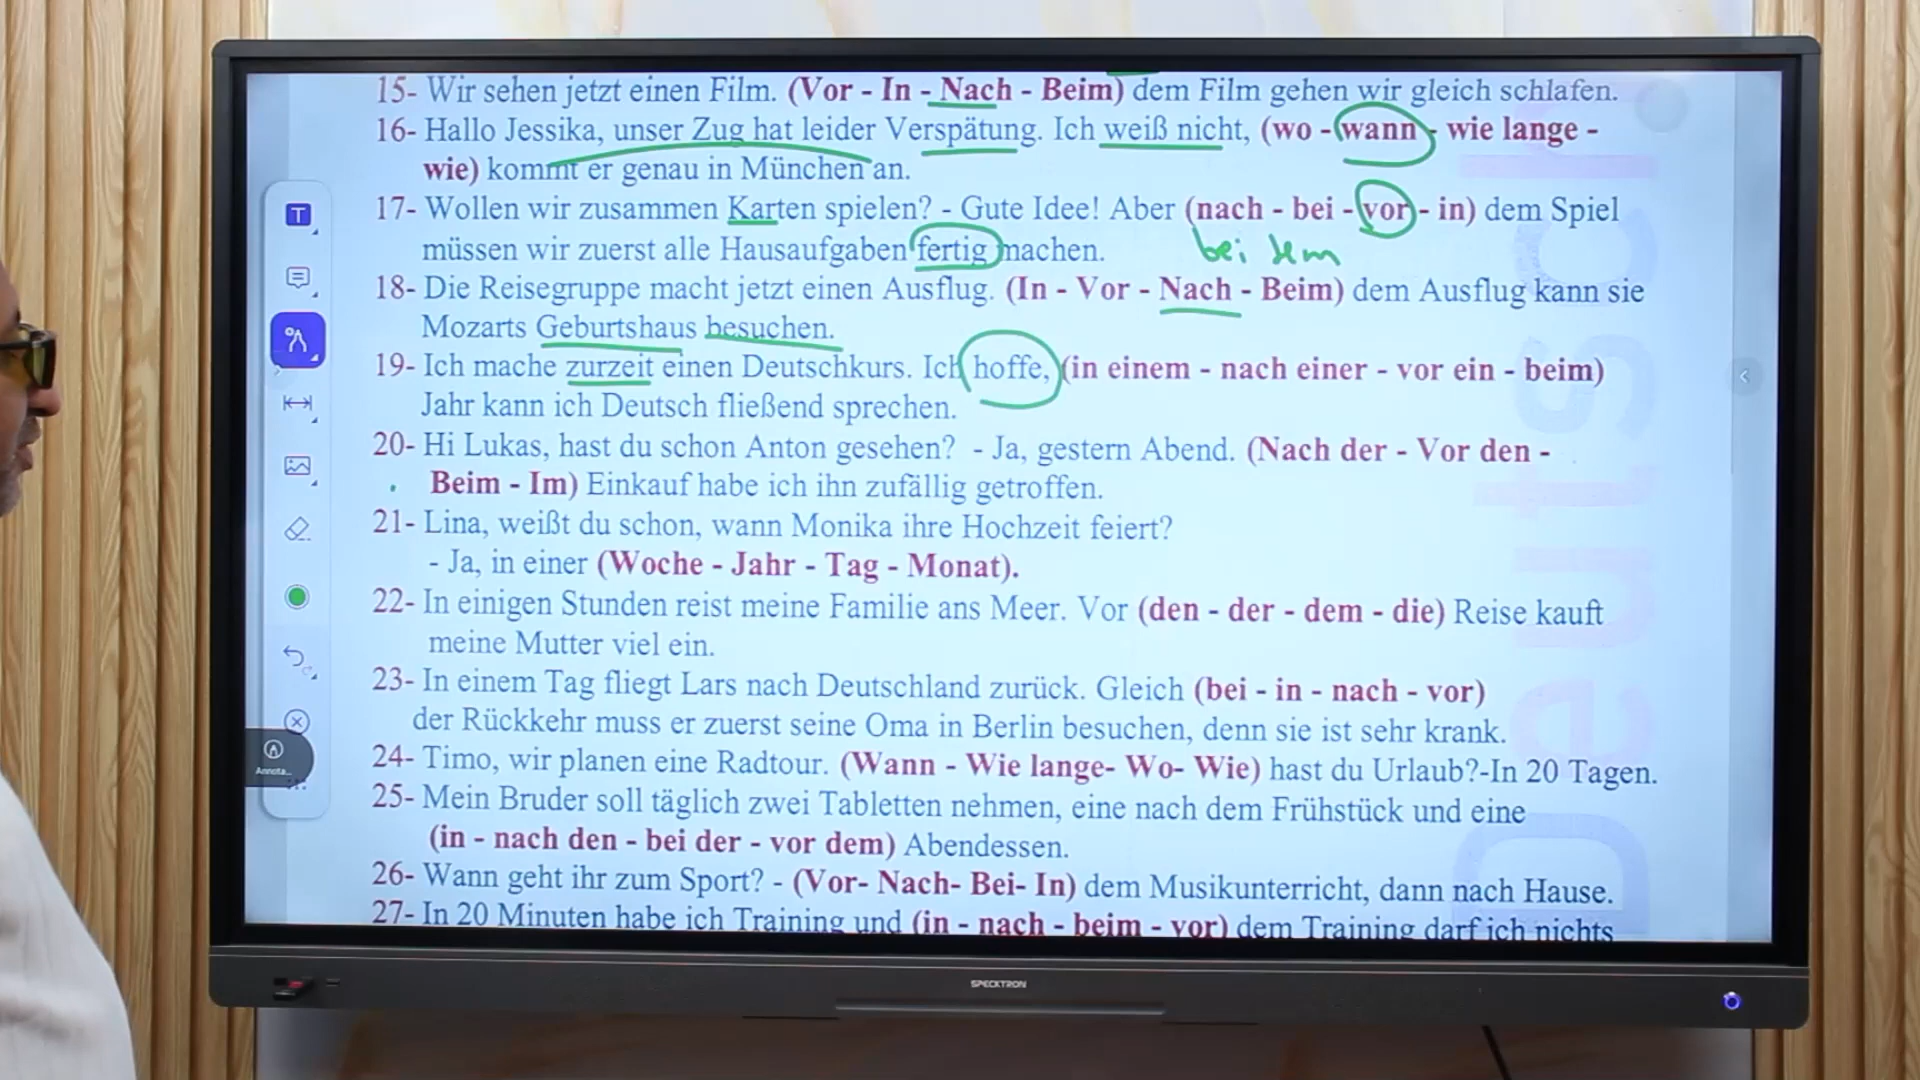 15- Wir sehen jetzt einen Film. (Vor - In - Nach - Beim) dem Film gehen wir gleich schlafen.
16- Hallo Jessika, unser Zug hat leider Verspätung. Ich weiß nicht, (wo - wann - wie lange -
wie) kommt er genau in München an.
17- Wollen wir zusammen Karten spielen? - Gute Idee! Aber (nach - bei - vor - in) dem Spiel
müssen wir zuerst alle Hausaufgaben fertig machen.
bei dem
18- Die Reisegruppe macht jetzt einen Ausflug. (In - Vor - Nach - Beim) dem Ausflug kann sie
Mozarts Geburtshaus besuchen.
19- Ich mache zurzeit einen Deutschkurs. Ich hoffe, (in einem - nach einer - vor ein - beim)
Jahr kann ich Deutsch fließend sprechen.
20- Hi Lukas, hast du schon Anton gesehen? - Ja, gestern Abend. (Nach der - Vor den -
Beim - Im) Einkauf habe ich ihn zufällig getroffen.
21- Lina, weißt du schon, wann Monika ihre Hochzeit feiert?
- Ja, in einer (Woche - Jahr - Tag - Monat).
22- In einigen Stunden reist meine Familie ans Meer. Vor (den - der - dem - die) Reise kauft
meine Mutter viel ein.
23- In einem Tag fliegt Lars nach Deutschland zurück. Gleich (bei - in - nach - vor)
der Rückkehr muss er zuerst seine Oma in Berlin besuchen, denn sie ist sehr krank.
24- Timo, wir planen eine Radtour. (Wann - Wie lange- Wo- Wie) hast du Urlaub?-In 20 Tagen.
25- Mein Bruder soll täglich zwei Tabletten nehmen, eine nach dem Frühstück und eine
(in - nach den - bei der - vor dem) Abendessen.
26- Wann geht ihr zum Sport? - (Vor- Nach- Bei- In) dem Musikunterricht, dann nach Hause.
27- In 20 Minuten habe ich Training und (in - nach - beim - vor) dem Training darf ich nichts
Deutsch
T
Annota...
SPECKTRON